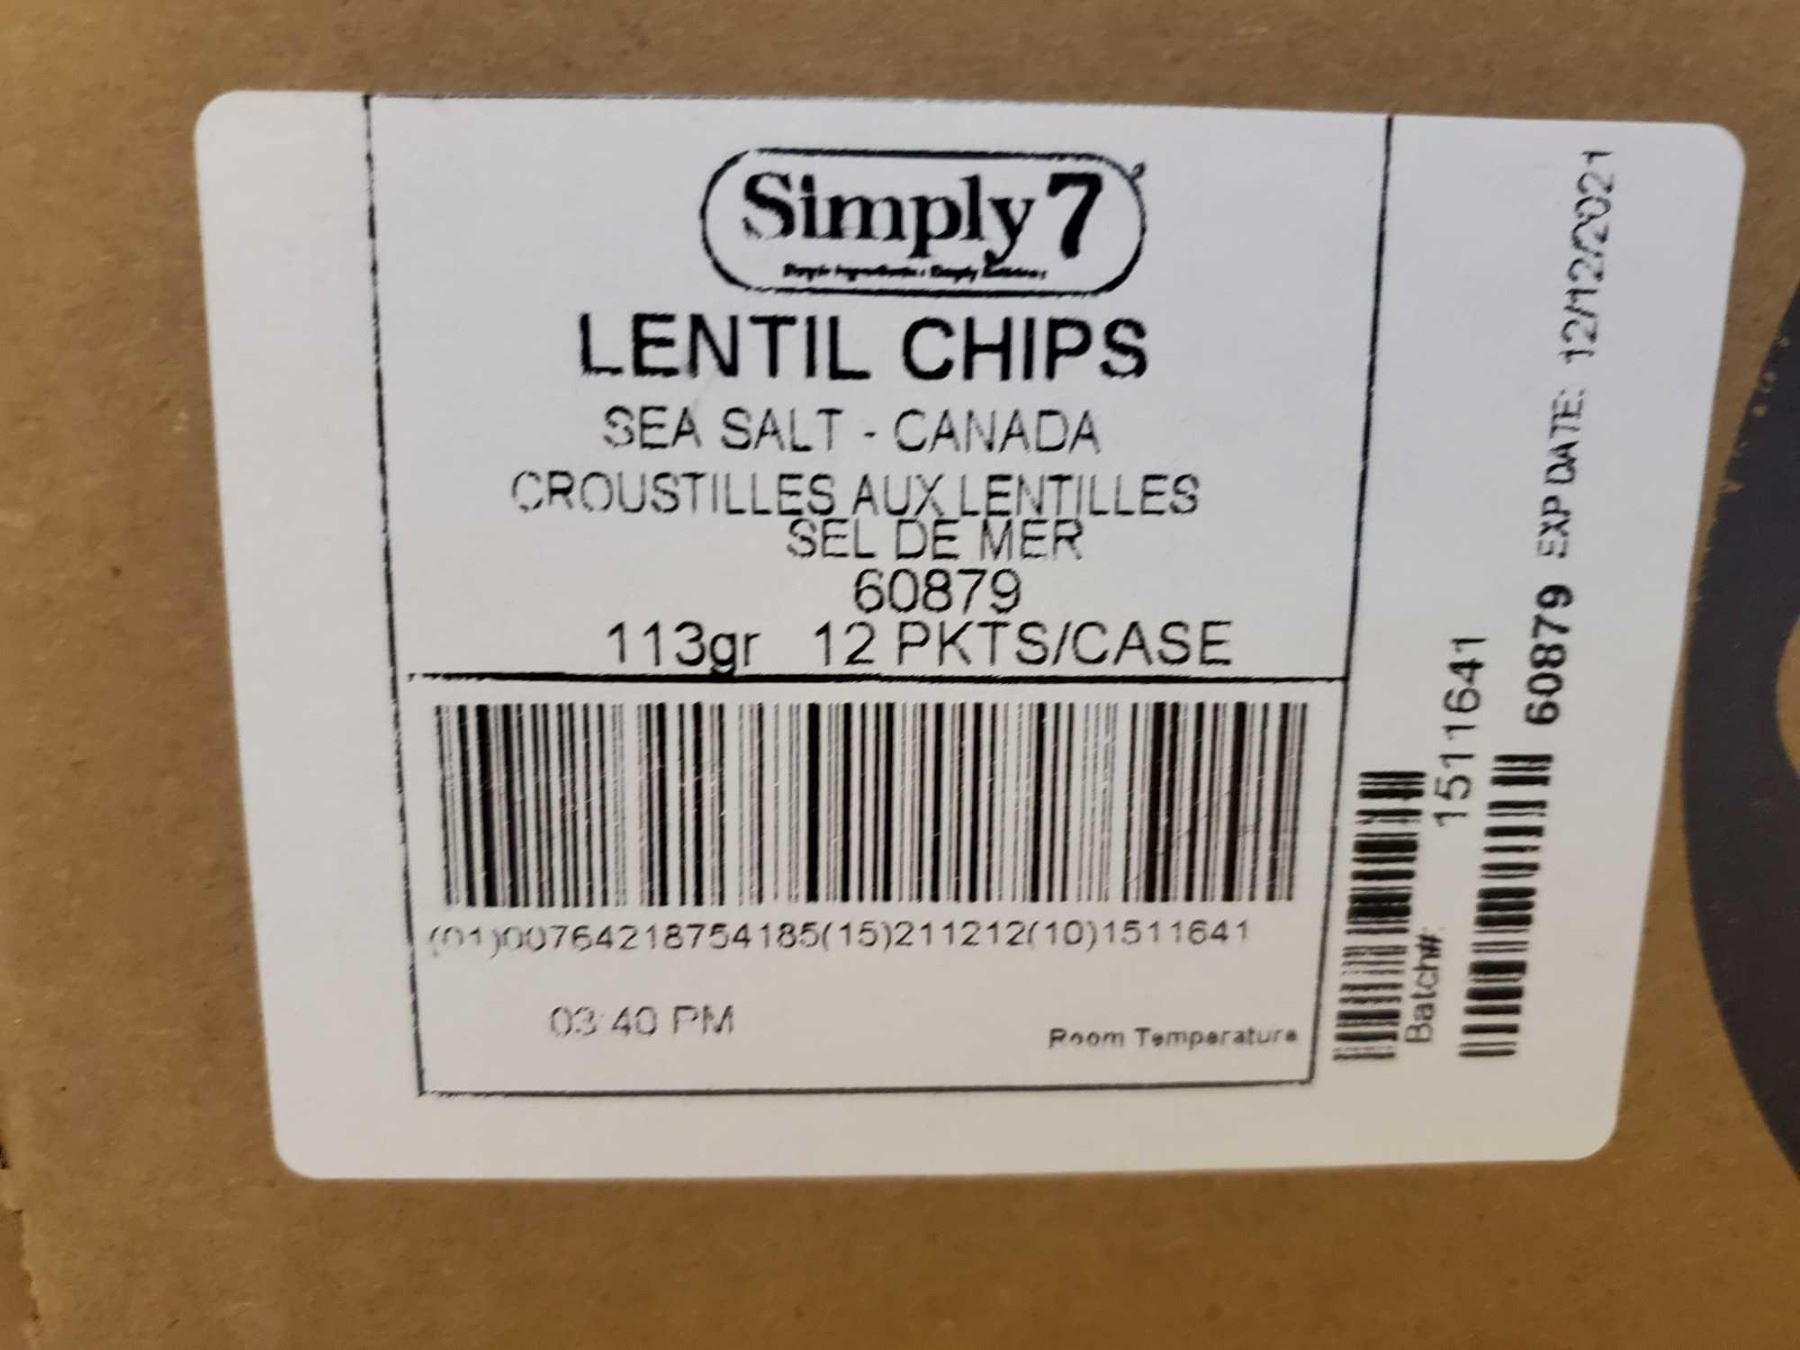 Simply 7
LENTIL CHIPS
SEA SALT - CANADA
CROUSTILLES AUX LENTILLES
SEL DE MER
60879
113gr 12 PKTS/CASE
(01)00764218754185(15)211212(10)1511641
03:40 PM
Room Temperature
Batch#:
1511641
60879 EXP DATE: 12/12/2021